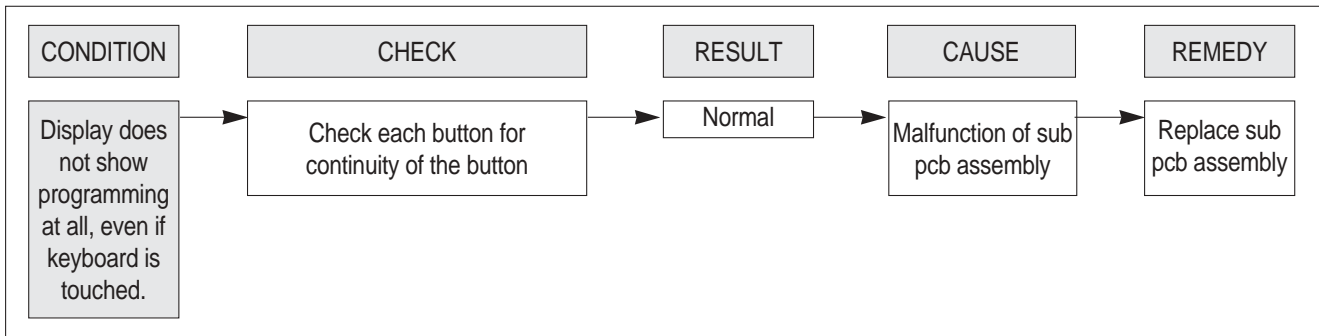 CONDITION
CHECK
RESULT
CAUSE
REMEDY
Display does
not show
programming
at all, even if
keyboard is
touched.
Check each button for
continuity of the button
Normal
Malfunction of sub
pcb assembly
Replace sub
pcb assembly